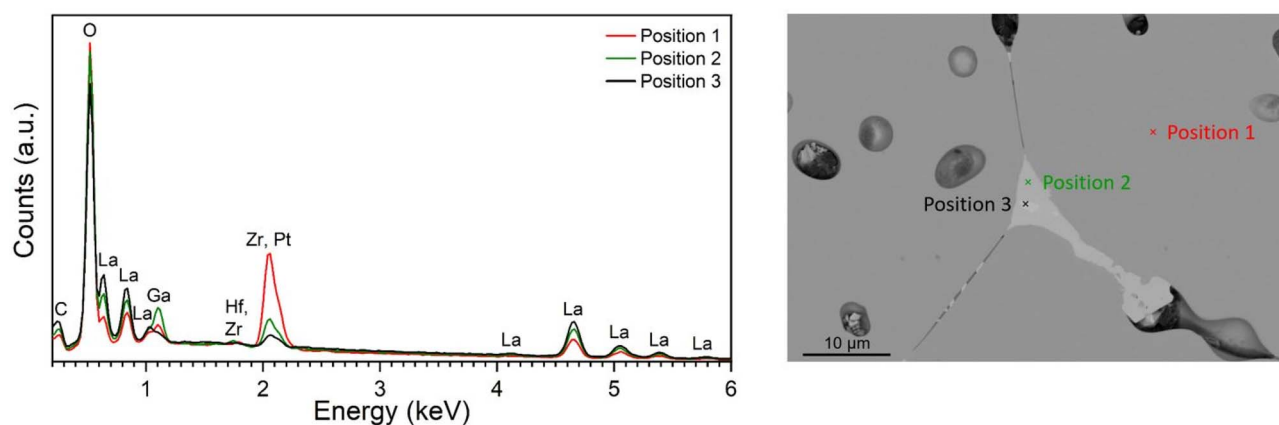 O
Position 1
Position 2
Position 3
Counts (a.u.)
Zr, Pt
La
La
La
Ga
C
La
Hf,
Zr
La
La
La
La
1
2
3
4
5
6
Energy (keV)
Position 1
Position 2
Position 3
10 µm